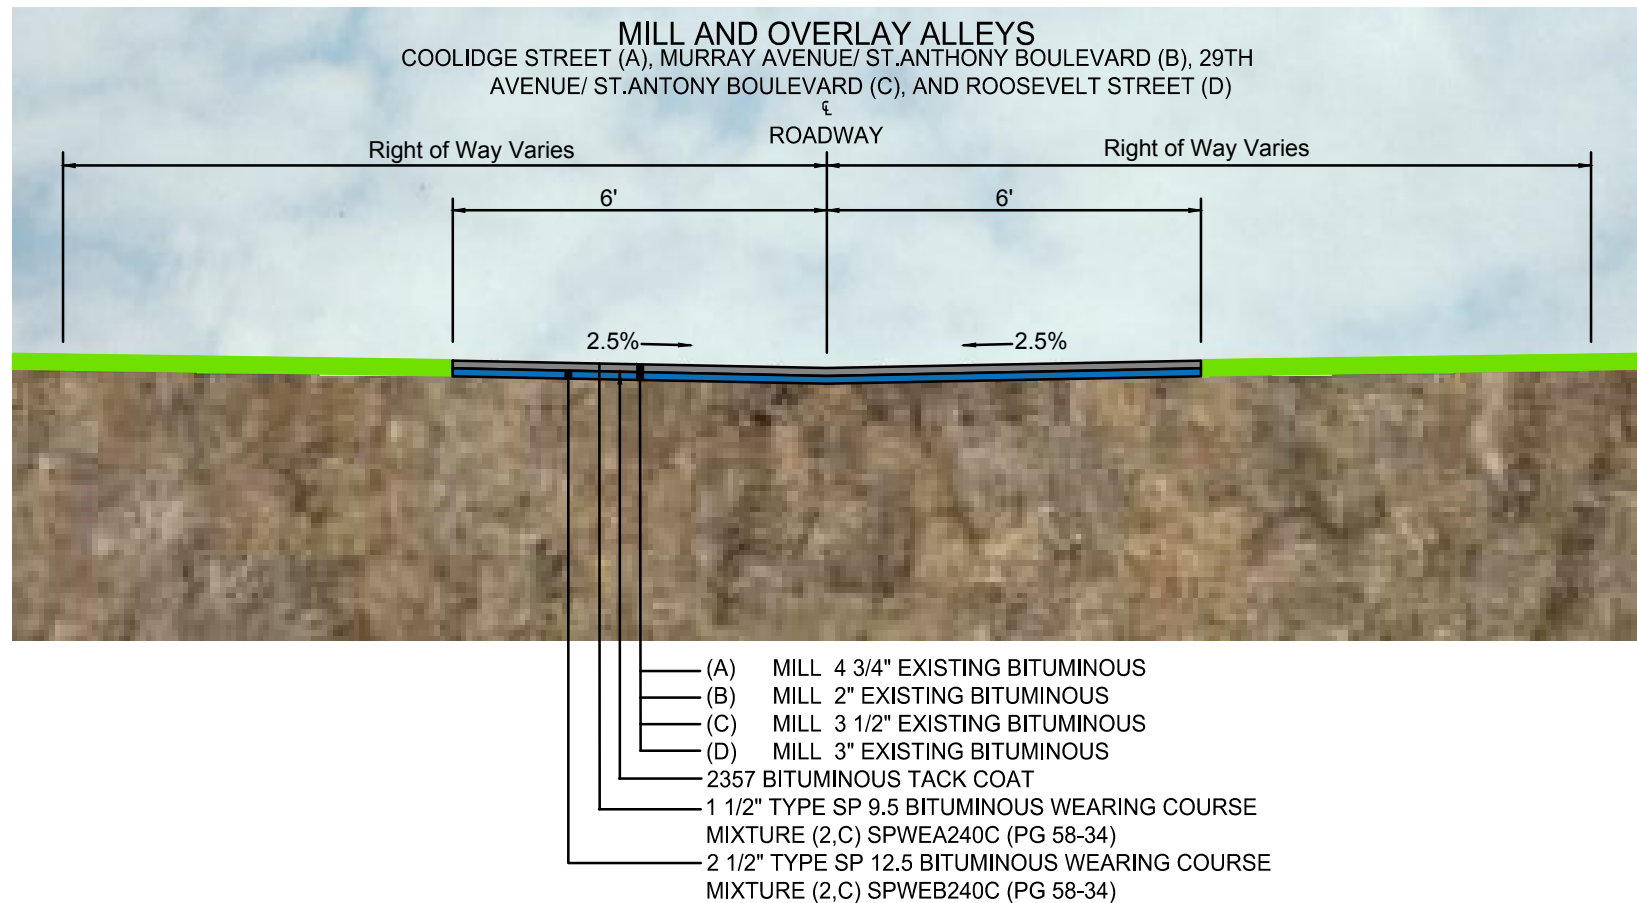 MILL AND OVERLAY ALLEYS
COOLIDGE STREET (A), MURRAY AVENUE/ ST.ANTHONY BOULEVARD (B), 29TH
AVENUE/ ST.ANTONY BOULEVARD (C), AND ROOSEVELT STREET (D)
℄
ROADWAY
Right of Way Varies
Right of Way Varies
6'
6'
2.5%
2.5%
(A) MILL 4 3/4" EXISTING BITUMINOUS
(B) MILL 2" EXISTING BITUMINOUS
(C) MILL 3 1/2" EXISTING BITUMINOUS
(D) MILL 3" EXISTING BITUMINOUS
2357 BITUMINOUS TACK COAT
1 1/2" TYPE SP 9.5 BITUMINOUS WEARING COURSE
MIXTURE (2,C) SPWEA240C (PG 58-34)
2 1/2" TYPE SP 12.5 BITUMINOUS WEARING COURSE
MIXTURE (2,C) SPWEB240C (PG 58-34)